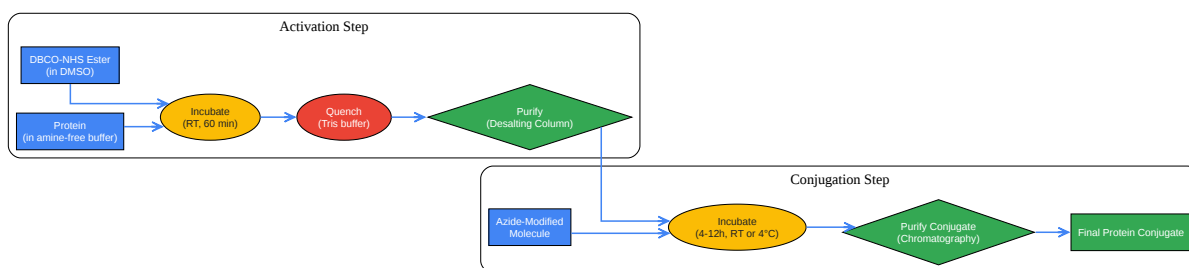 Activation Step
DBCO-NHS Ester
(in DMSO)
Protein
(in amine-free buffer)
Incubate
(RT, 60 min)
Quench
(Tris buffer)
Purify
(Desalting Column)
Conjugation Step
Azide-Modified
Molecule
Incubate
(4-12h, RT or 4°C)
Purify Conjugate
(Chromatography)
Final Protein Conjugate